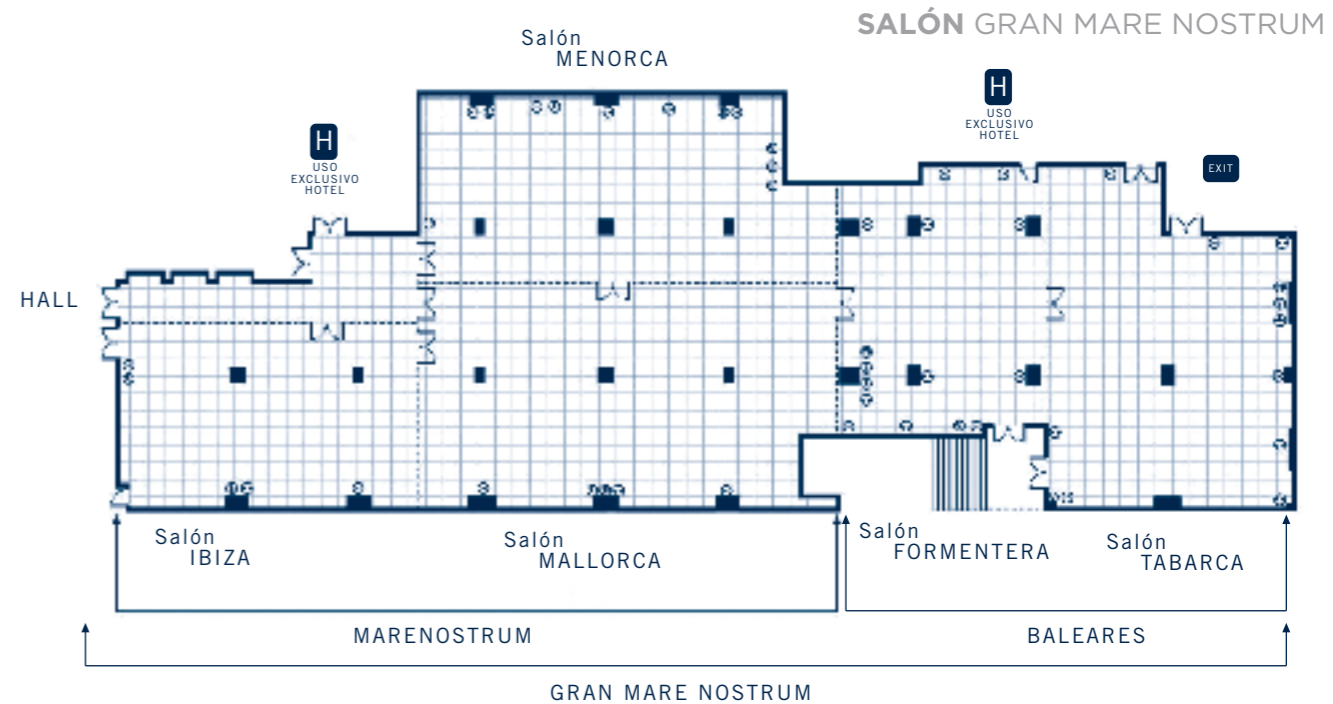 SALÓN GRAN MARE NOSTRUM
Salón
MENORCA
H
USO
EXCLUSIVO
HOTEL
H
USO
EXCLUSIVO
HOTEL
EXIT
HALL
Salón
IBIZA
Salón
MALLORCA
Salón
FORMENTERA
Salón
TABARCA
MARENOSTRUM
BALEARES
GRAN MARE NOSTRUM